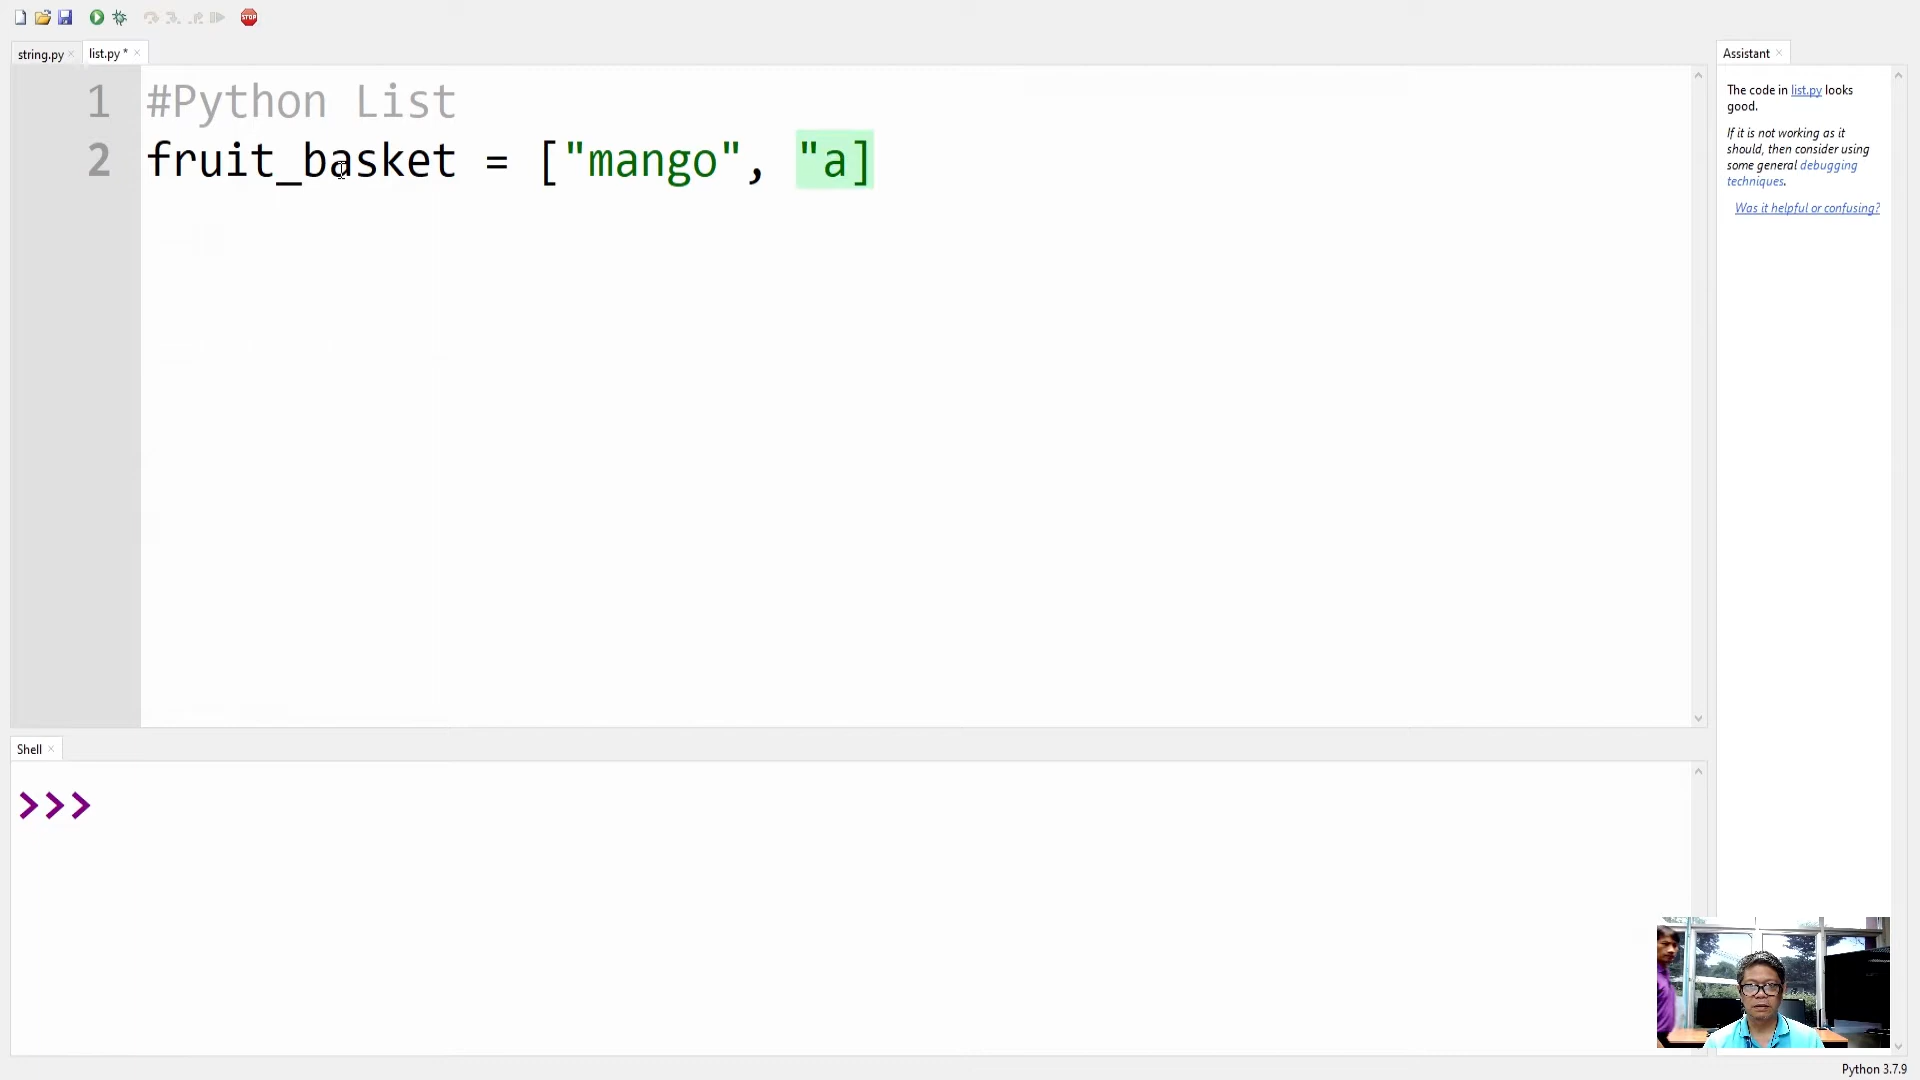 STOP
string.py
list.py *
Assistant
1 #Python List
2 fruit_basket = ["mango", "a]
The code in list.py looks
good.
If it is not working as it
should, then consider using
some general debugging
techniques.
Was it helpful or confusing?
Shell
>>>
Python 3.7.9